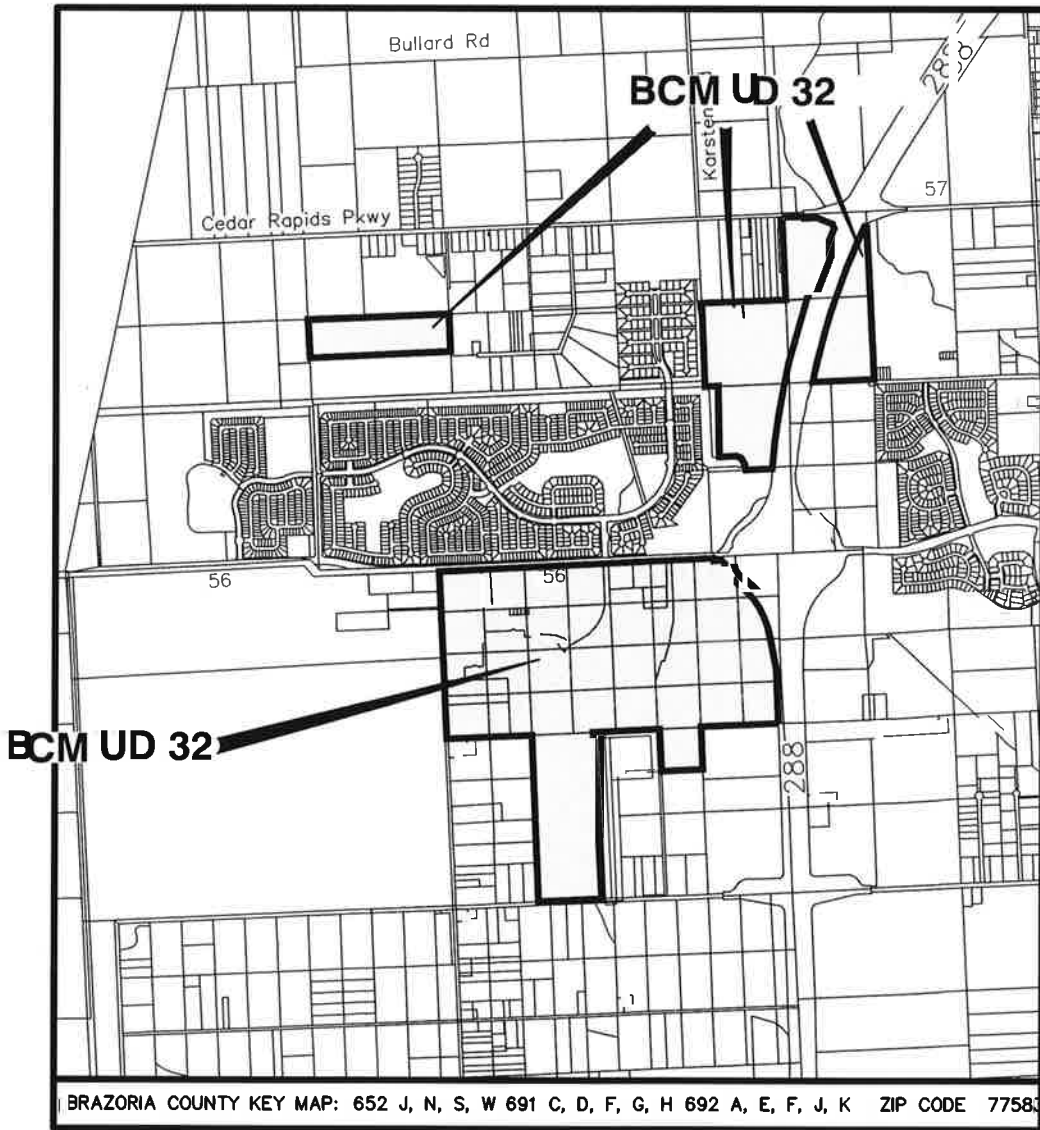 Bullard Rd
288
BCM UD 32
Karsten
57
Cedar Rapids Pkwy
56
56
BCM UD 32
288
BRAZORIA COUNTY KEY MAP: 652 J, N, S, W 691 C, D, F, G, H 692 A, E, F, J, K ZIP CODE 77583